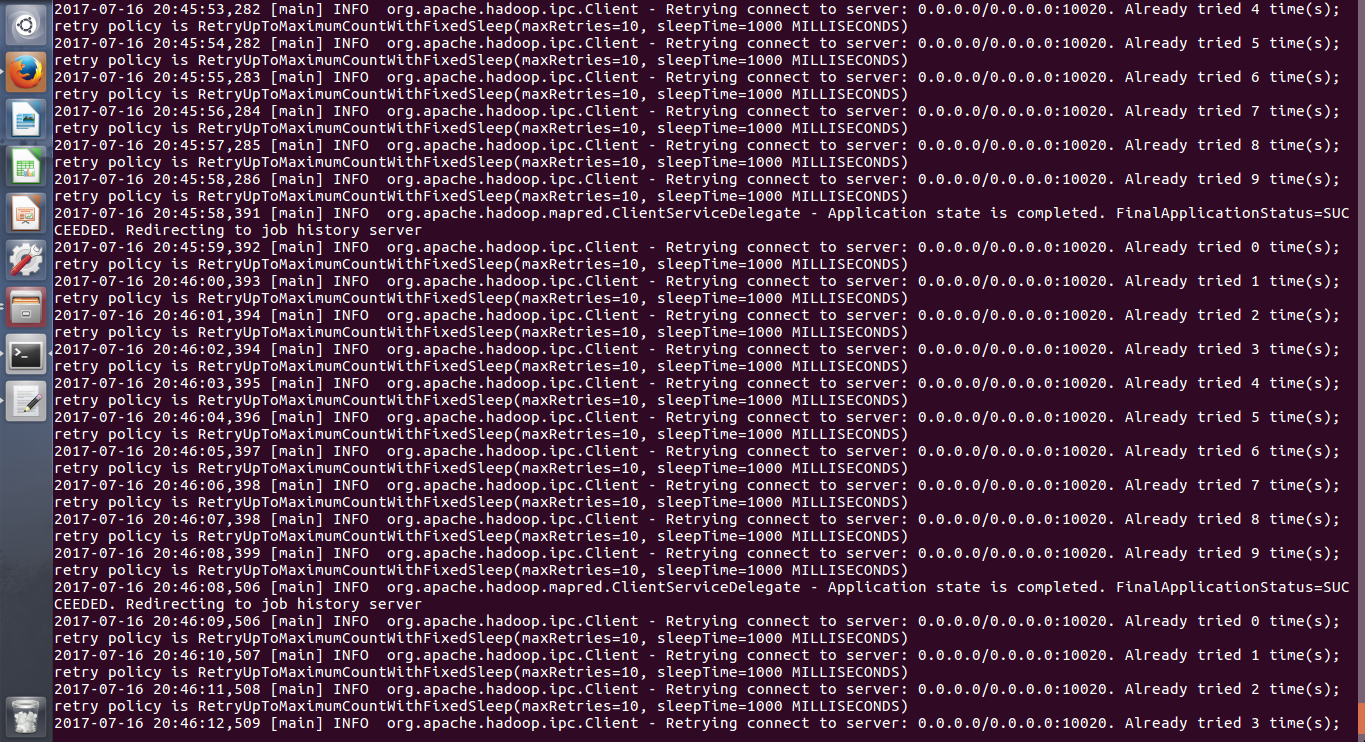 2017-07-16 20:45:53,282 [main] INFO  org.apache.hadoop.ipc.Client - Retrying connect to server: 0.0.0.0/0.0.0.0:10020. Already tried 4 time(s);
retry policy is RetryUpToMaximumCountWithFixedSleep(maxRetries=10, sleepTime=1000 MILLISECONDS)
2017-07-16 20:45:54,282 [main] INFO  org.apache.hadoop.ipc.Client - Retrying connect to server: 0.0.0.0/0.0.0.0:10020. Already tried 5 time(s);
retry policy is RetryUpToMaximumCountWithFixedSleep(maxRetries=10, sleepTime=1000 MILLISECONDS)
2017-07-16 20:45:55,283 [main] INFO  org.apache.hadoop.ipc.Client - Retrying connect to server: 0.0.0.0/0.0.0.0:10020. Already tried 6 time(s);
retry policy is RetryUpToMaximumCountWithFixedSleep(maxRetries=10, sleepTime=1000 MILLISECONDS)
2017-07-16 20:45:56,284 [main] INFO  org.apache.hadoop.ipc.Client - Retrying connect to server: 0.0.0.0/0.0.0.0:10020. Already tried 7 time(s);
retry policy is RetryUpToMaximumCountWithFixedSleep(maxRetries=10, sleepTime=1000 MILLISECONDS)
2017-07-16 20:45:57,285 [main] INFO  org.apache.hadoop.ipc.Client - Retrying connect to server: 0.0.0.0/0.0.0.0:10020. Already tried 8 time(s);
retry policy is RetryUpToMaximumCountWithFixedSleep(maxRetries=10, sleepTime=1000 MILLISECONDS)
2017-07-16 20:45:58,286 [main] INFO  org.apache.hadoop.ipc.Client - Retrying connect to server: 0.0.0.0/0.0.0.0:10020. Already tried 9 time(s);
retry policy is RetryUpToMaximumCountWithFixedSleep(maxRetries=10, sleepTime=1000 MILLISECONDS)
2017-07-16 20:45:58,391 [main] INFO  org.apache.hadoop.mapred.ClientServiceDelegate - Application state is completed. FinalApplicationStatus=SUC
CEEDED. Redirecting to job history server
2017-07-16 20:45:59,392 [main] INFO  org.apache.hadoop.ipc.Client - Retrying connect to server: 0.0.0.0/0.0.0.0:10020. Already tried 0 time(s);
retry policy is RetryUpToMaximumCountWithFixedSleep(maxRetries=10, sleepTime=1000 MILLISECONDS)
2017-07-16 20:46:00,393 [main] INFO  org.apache.hadoop.ipc.Client - Retrying connect to server: 0.0.0.0/0.0.0.0:10020. Already tried 1 time(s);
retry policy is RetryUpToMaximumCountWithFixedSleep(maxRetries=10, sleepTime=1000 MILLISECONDS)
2017-07-16 20:46:01,394 [main] INFO  org.apache.hadoop.ipc.Client - Retrying connect to server: 0.0.0.0/0.0.0.0:10020. Already tried 2 time(s);
retry policy is RetryUpToMaximumCountWithFixedSleep(maxRetries=10, sleepTime=1000 MILLISECONDS)
2017-07-16 20:46:02,394 [main] INFO  org.apache.hadoop.ipc.Client - Retrying connect to server: 0.0.0.0/0.0.0.0:10020. Already tried 3 time(s);
retry policy is RetryUpToMaximumCountWithFixedSleep(maxRetries=10, sleepTime=1000 MILLISECONDS)
2017-07-16 20:46:03,395 [main] INFO  org.apache.hadoop.ipc.Client - Retrying connect to server: 0.0.0.0/0.0.0.0:10020. Already tried 4 time(s);
retry policy is RetryUpToMaximumCountWithFixedSleep(maxRetries=10, sleepTime=1000 MILLISECONDS)
2017-07-16 20:46:04,396 [main] INFO  org.apache.hadoop.ipc.Client - Retrying connect to server: 0.0.0.0/0.0.0.0:10020. Already tried 5 time(s);
retry policy is RetryUpToMaximumCountWithFixedSleep(maxRetries=10, sleepTime=1000 MILLISECONDS)
2017-07-16 20:46:05,397 [main] INFO  org.apache.hadoop.ipc.Client - Retrying connect to server: 0.0.0.0/0.0.0.0:10020. Already tried 6 time(s);
retry policy is RetryUpToMaximumCountWithFixedSleep(maxRetries=10, sleepTime=1000 MILLISECONDS)
2017-07-16 20:46:06,398 [main] INFO  org.apache.hadoop.ipc.Client - Retrying connect to server: 0.0.0.0/0.0.0.0:10020. Already tried 7 time(s);
retry policy is RetryUpToMaximumCountWithFixedSleep(maxRetries=10, sleepTime=1000 MILLISECONDS)
2017-07-16 20:46:07,398 [main] INFO  org.apache.hadoop.ipc.Client - Retrying connect to server: 0.0.0.0/0.0.0.0:10020. Already tried 8 time(s);
retry policy is RetryUpToMaximumCountWithFixedSleep(maxRetries=10, sleepTime=1000 MILLISECONDS)
2017-07-16 20:46:08,399 [main] INFO  org.apache.hadoop.ipc.Client - Retrying connect to server: 0.0.0.0/0.0.0.0:10020. Already tried 9 time(s);
retry policy is RetryUpToMaximumCountWithFixedSleep(maxRetries=10, sleepTime=1000 MILLISECONDS)
2017-07-16 20:46:08,506 [main] INFO  org.apache.hadoop.mapred.ClientServiceDelegate - Application state is completed. FinalApplicationStatus=SUC
CEEDED. Redirecting to job history server
2017-07-16 20:46:09,506 [main] INFO  org.apache.hadoop.ipc.Client - Retrying connect to server: 0.0.0.0/0.0.0.0:10020. Already tried 0 time(s);
retry policy is RetryUpToMaximumCountWithFixedSleep(maxRetries=10, sleepTime=1000 MILLISECONDS)
2017-07-16 20:46:10,507 [main] INFO  org.apache.hadoop.ipc.Client - Retrying connect to server: 0.0.0.0/0.0.0.0:10020. Already tried 1 time(s);
retry policy is RetryUpToMaximumCountWithFixedSleep(maxRetries=10, sleepTime=1000 MILLISECONDS)
2017-07-16 20:46:11,508 [main] INFO  org.apache.hadoop.ipc.Client - Retrying connect to server: 0.0.0.0/0.0.0.0:10020. Already tried 2 time(s);
retry policy is RetryUpToMaximumCountWithFixedSleep(maxRetries=10, sleepTime=1000 MILLISECONDS)
2017-07-16 20:46:12,509 [main] INFO  org.apache.hadoop.ipc.Client - Retrying connect to server: 0.0.0.0/0.0.0.0:10020. Already tried 3 time(s);